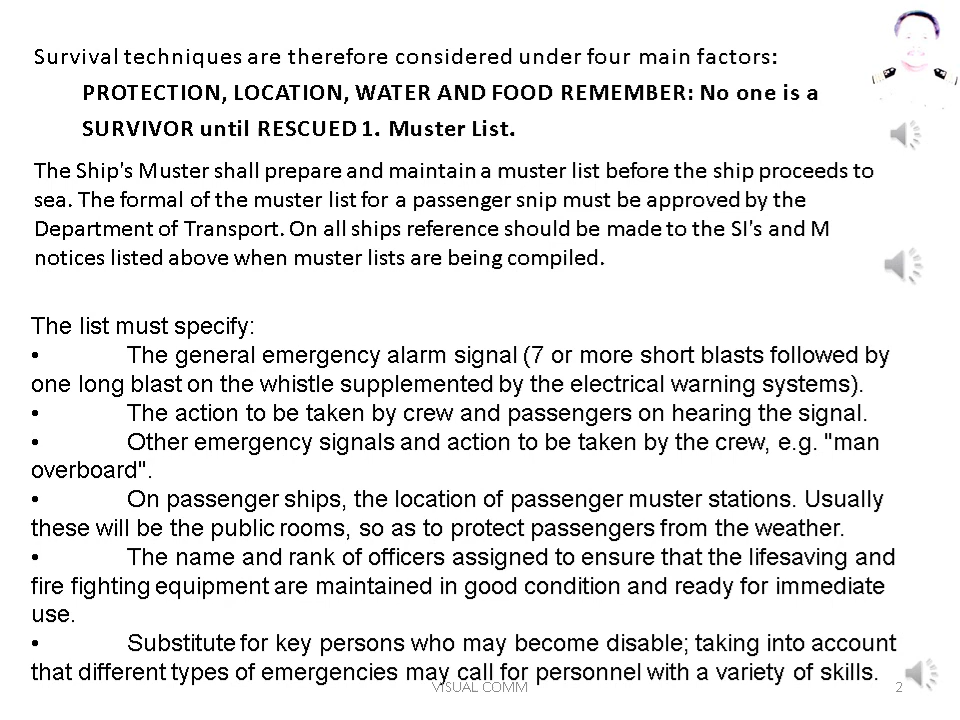 Survival techniques are therefore considered under four main factors:
PROTECTION, LOCATION, WATER AND FOOD REMEMBER: No one is a
SURVIVOR until RESCUED 1. Muster List.
The Ship's Muster shall prepare and maintain a muster list before the ship proceeds to
sea. The formal of the muster list for a passenger snip must be approved by the
Department of Transport. On all ships reference should be made to the SI's and M
notices listed above when muster lists are being compiled.
The list must specify:
• The general emergency alarm signal (7 or more short blasts followed by
one long blast on the whistle supplemented by the electrical warning systems).
• The action to be taken by crew and passengers on hearing the signal.
• Other emergency signals and action to be taken by the crew, e.g. "man
overboard".
• On passenger ships, the location of passenger muster stations. Usually
these will be the public rooms, so as to protect passengers from the weather.
• The name and rank of officers assigned to ensure that the lifesaving and
fire fighting equipment are maintained in good condition and ready for immediate
use.
• Substitute for key persons who may become disable; taking into account
that different types of emergencies may call for personnel with a variety of skills.
VISUAL COMM 2